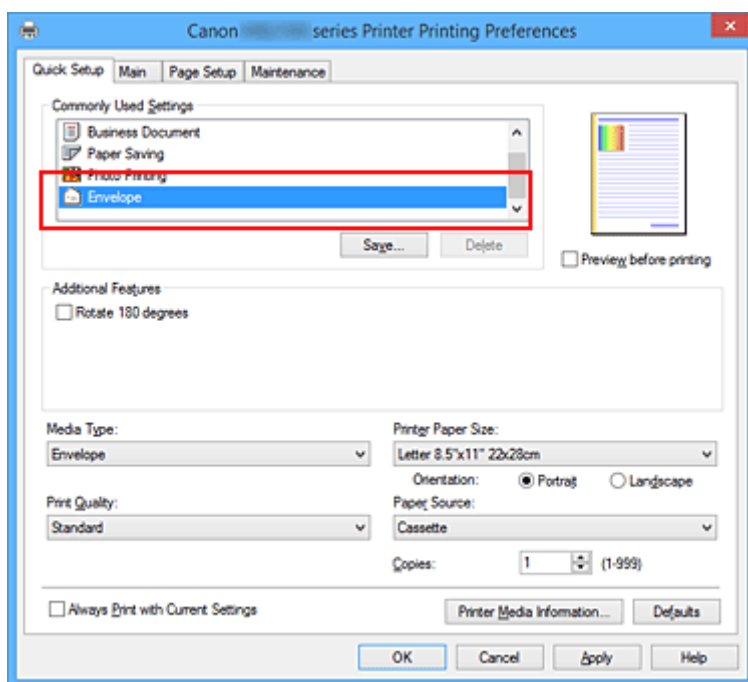 Canon series Printer Printing Preferences
Quick Setup Main Page Setup Maintenance
Commonly Used Settings
Business Document
Paper Saving
Photo Printing
Envelope
Save... Delete
Preview before printing
Additional Features
Rotate 180 degrees
Media Type: Printer Paper Size:
Envelope Letter 8.5"x11" 22x28cm
Orientation: Portrait Landscape
Print Quality: Paper Source:
Standard Cassette
Copies: 1 (1-999)
Always Print with Current Settings Printer Media Information... Defaults
OK Cancel Apply Help